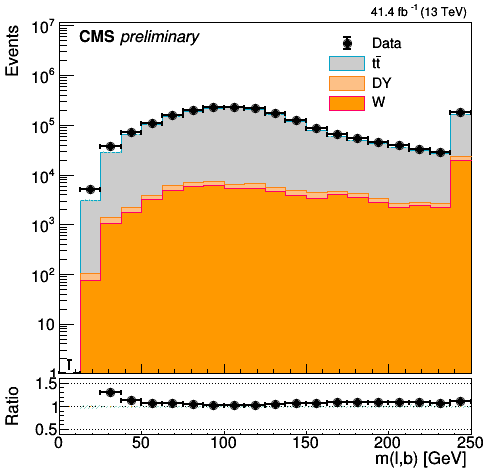 41.4 fb⁻¹ (13 TeV)
CMS preliminary
Data
tt̄
DY
W
Events
10⁷
10⁶
10⁵
10⁴
10³
10²
10
1
Ratio
1.5
1
0.5
0 50 100 150 200 250
m(l,b) [GeV]